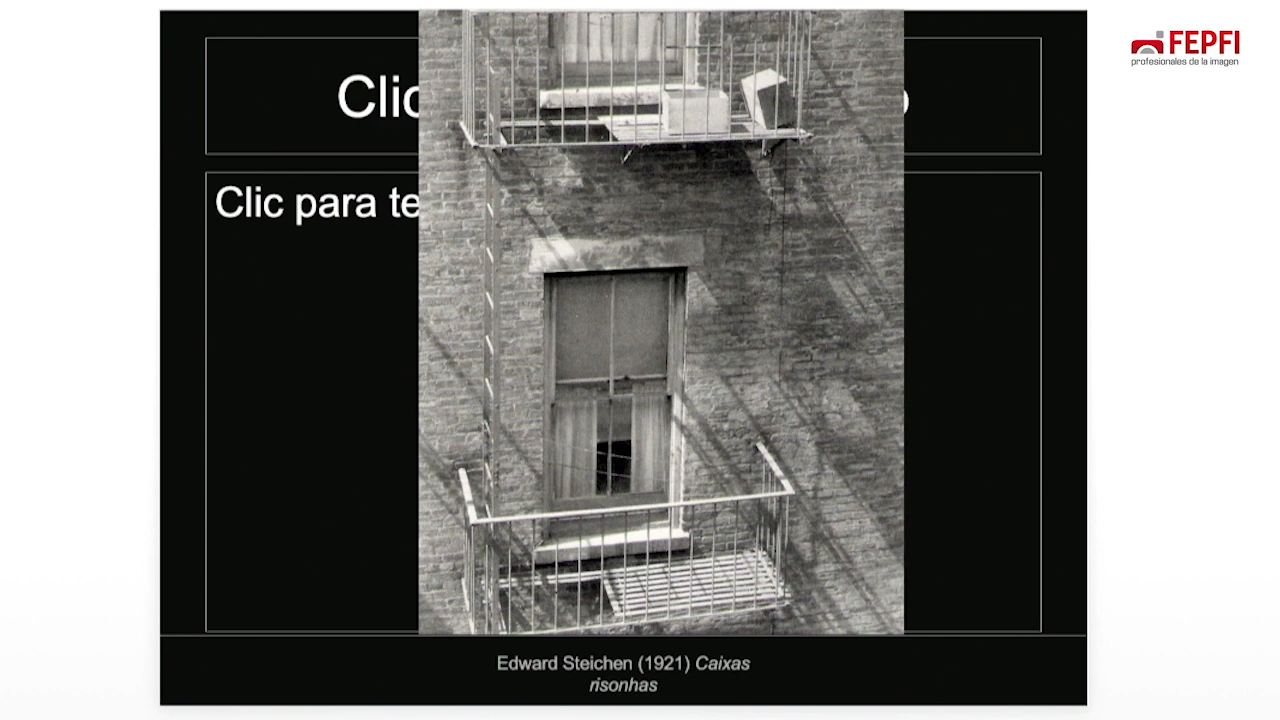 FEPFI
profesionales de la imagen
Clic
Clic para te
Edward Steichen (1921) Caixas
risonhas